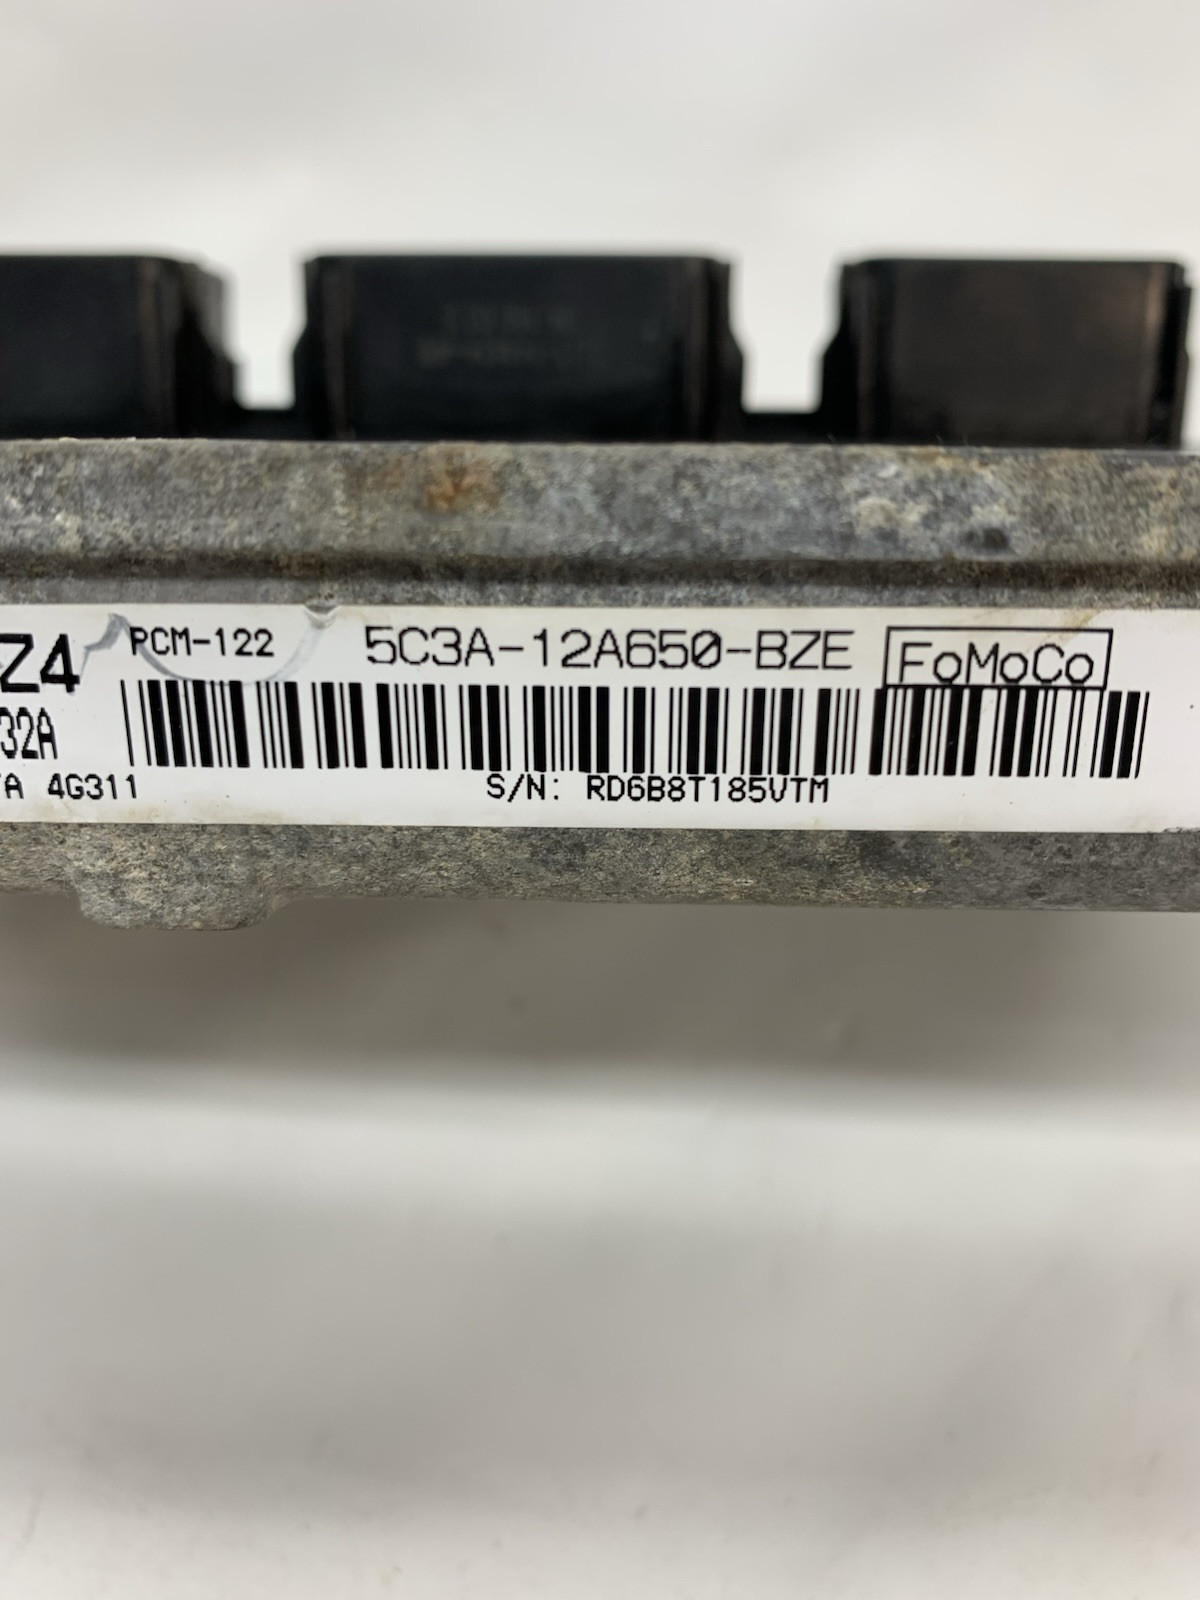 Z4 PCM-122 5C3A-12A650-BZE FoMoCo
32A
A 4G311 S/N: RD6B8T185VTM